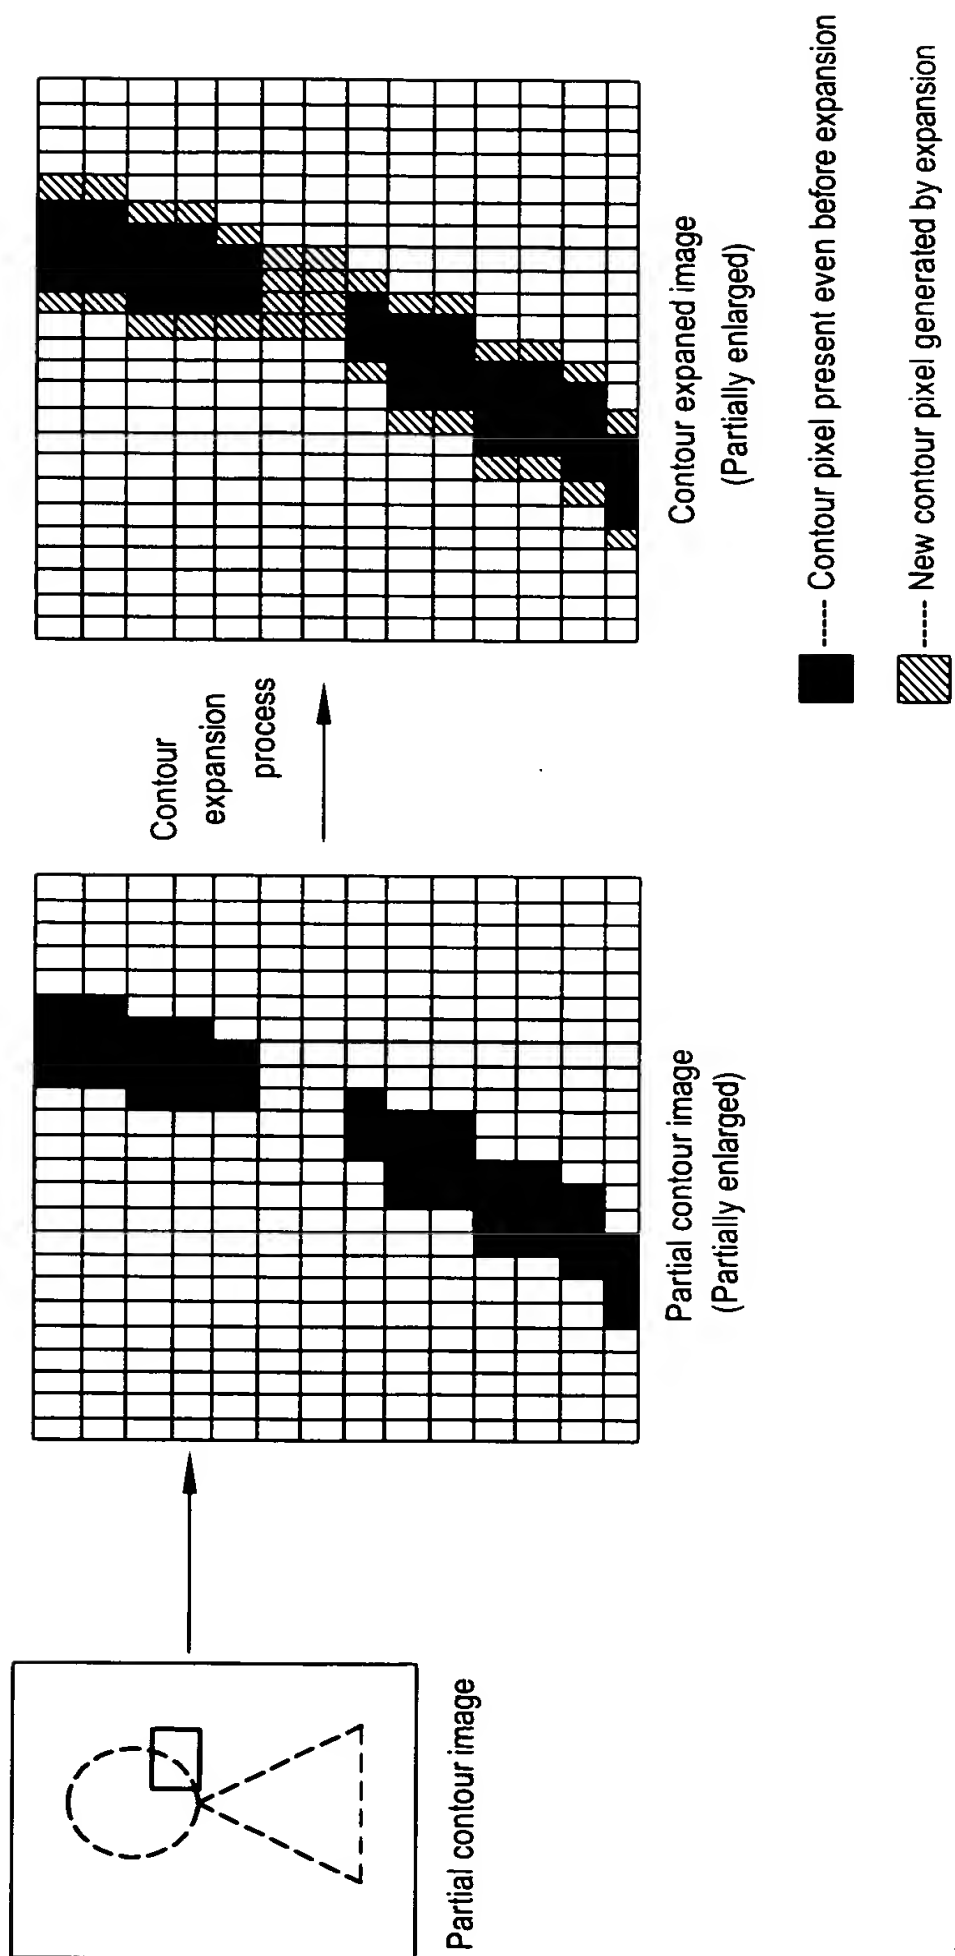 Partial contour image
Partial contour image
(Partially enlarged)
Contour
expansion
process
Contour expaned image
(Partially enlarged)
----- Contour pixel present even before expansion
----- New contour pixel generated by expansion